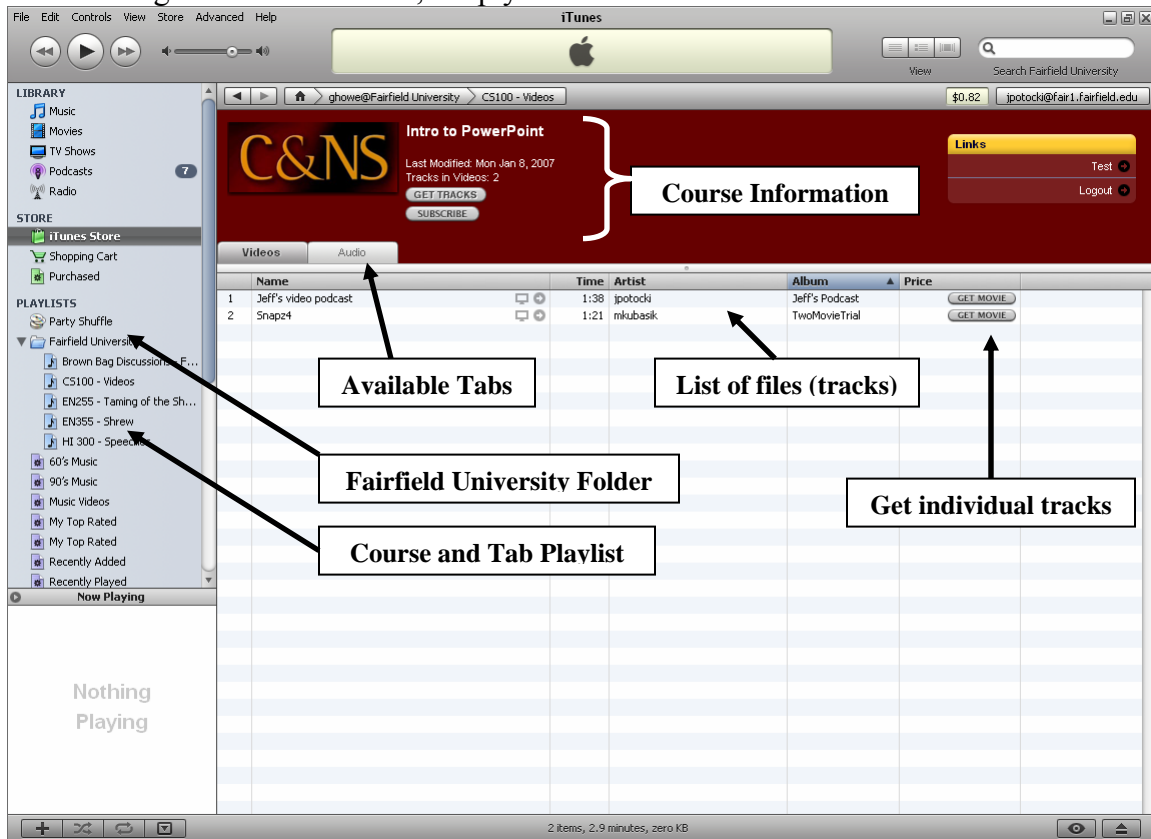 File Edit Controls View Store Advanced Help iTunes
View Search Fairfield University
LIBRARY
Music
Movies
TV Shows
Podcasts 7
Radio
STORE
iTunes Store
Shopping Cart
Purchased
PLAYLISTS
Party Shuffle
Fairfield Universit
Brown Bag Discussions - F...
CS100 - Videos
EN255 - Taming of the Sh...
EN355 - Shrew
HI 300 - Speeches
60's Music
90's Music
Music Videos
My Top Rated
My Top Rated
Recently Added
Recently Played
Now Playing
Nothing
Playing
ghowe@Fairfield University CS100 - Videos $0.82 jpotocki@fair1.fairfield.edu
C&NS
Intro to PowerPoint
Last Modified: Mon Jan 8, 2007
Tracks in Videos: 2
GET TRACKS
SUBSCRIBE
Course Information
Links
Test
Logout
Videos Audio
Name Time Artist Album Price
1 Jeff's video podcast 1:38 jpotocki Jeff's Podcast GET MOVIE
2 Snapz4 1:21 mkubasik TwoMovieTrial GET MOVIE
Available Tabs
List of files (tracks)
Fairfield University Folder
Get individual tracks
Course and Tab Playlist
2 items, 2.9 minutes, zero KB